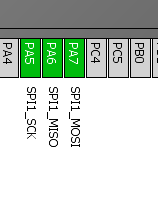 PA4
PA5
PA6
PA7
PC4
PC5
PB0
SPI1_SCK
SPI1_MISO
SPI1_MOSI